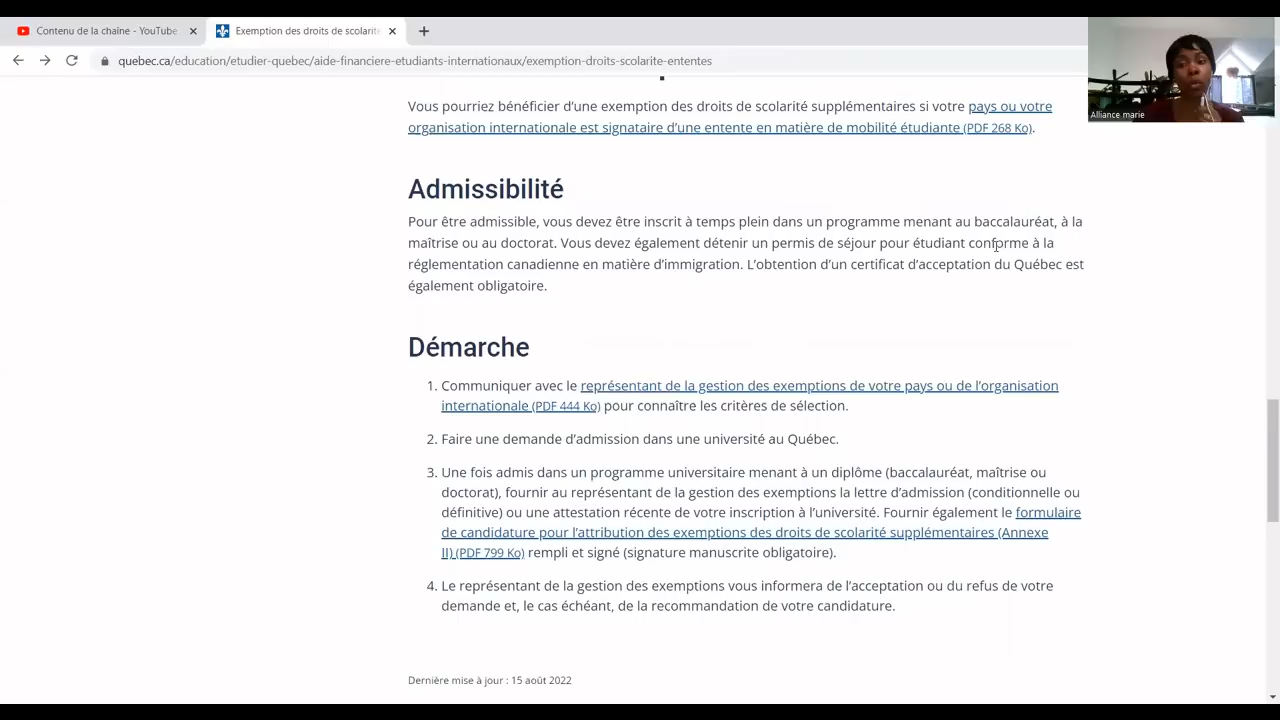 Contenu de la chaîne - YouTube
Exemption des droits de scolarité
quebec.ca/education/etudier-quebec/aide-financiere-etudiants-internationaux/exemption-droits-scolarite-ententes
Alliance marie
Vous pourriez bénéficier d’une exemption des droits de scolarité supplémentaires si votre pays ou votre
organisation internationale est signataire d’une entente en matière de mobilité étudiante (PDF 268 Ko).
Admissibilité
Pour être admissible, vous devez être inscrit à temps plein dans un programme menant au baccalauréat, à la
maîtrise ou au doctorat. Vous devez également détenir un permis de séjour pour étudiant conforme à la
réglementation canadienne en matière d’immigration. L’obtention d’un certificat d’acceptation du Québec est
également obligatoire.
Démarche
1. Communiquer avec le représentant de la gestion des exemptions de votre pays ou de l’organisation
internationale (PDF 444 Ko) pour connaître les critères de sélection.
2. Faire une demande d’admission dans une université au Québec.
3. Une fois admis dans un programme universitaire menant à un diplôme (baccalauréat, maîtrise ou
doctorat), fournir au représentant de la gestion des exemptions la lettre d’admission (conditionnelle ou
définitive) ou une attestation récente de votre inscription à l’université. Fournir également le formulaire
de candidature pour l’attribution des exemptions des droits de scolarité supplémentaires (Annexe
II) (PDF 799 Ko) rempli et signé (signature manuscrite obligatoire).
4. Le représentant de la gestion des exemptions vous informera de l’acceptation ou du refus de votre
demande et, le cas échéant, de la recommandation de votre candidature.
Dernière mise à jour : 15 août 2022